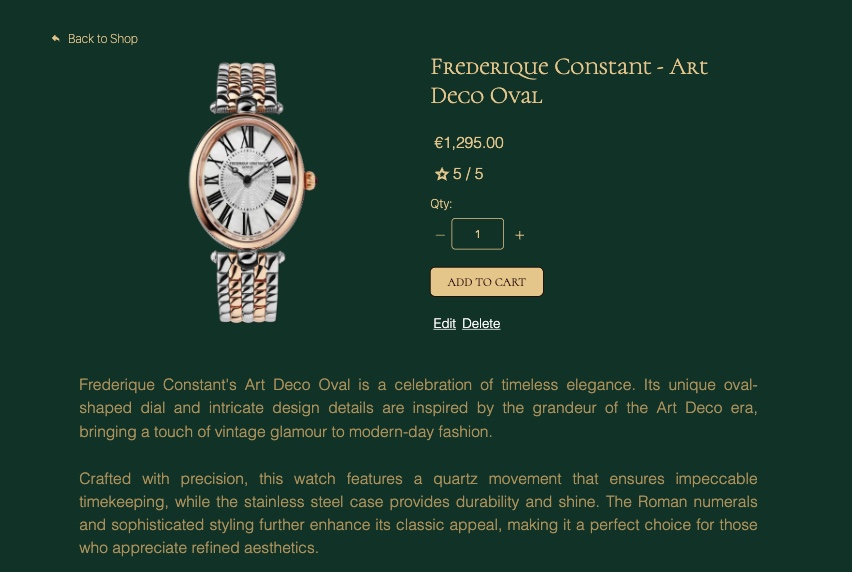 Back to Shop
Frederique Constant - Art
Deco Oval
€1,295.00
5 / 5
Qty:
1
ADD TO CART
Edit Delete
Frederique Constant's Art Deco Oval is a celebration of timeless elegance. Its unique oval-
shaped dial and intricate design details are inspired by the grandeur of the Art Deco era,
bringing a touch of vintage glamour to modern-day fashion.
Crafted with precision, this watch features a quartz movement that ensures impeccable
timekeeping, while the stainless steel case provides durability and shine. The Roman numerals
and sophisticated styling further enhance its classic appeal, making it a perfect choice for those
who appreciate refined aesthetics.